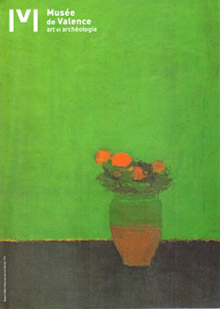 Musée
de Valence
art et archéologie